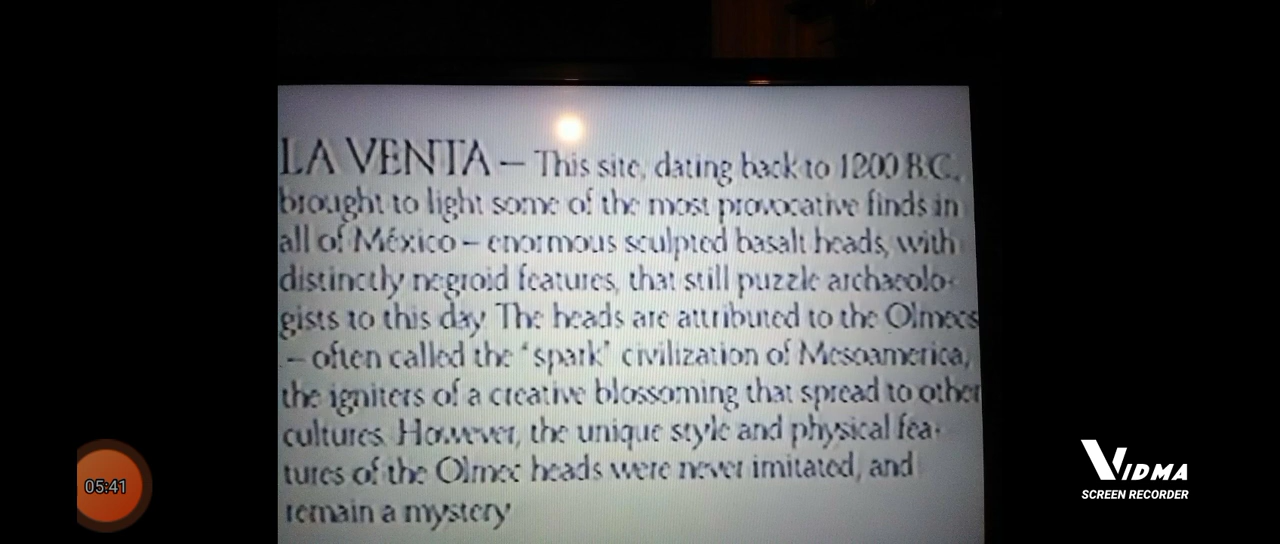 LA VENTA – This site, dating back to 1200 B.C.,
brought to light some of the most provocative finds in
all of México – enormous sculpted basalt heads, with
distinctly negroid features, that still puzzle archaeolo-
gists to this day. The heads are attributed to the Olmecs
– often called the "spark" civilization of Mesoamerica,
the igniters of a creative blossoming that spread to other
cultures. However, the unique style and physical fea-
tures of the Olmec heads were never imitated, and
remain a mystery
05:41
VIDMA
SCREEN RECORDER